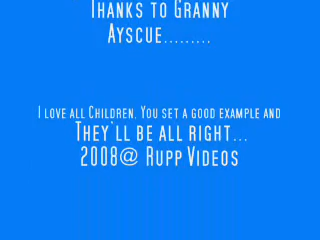 Thanks to Granny
Ayscue.........
I love all Children. You set a good example and
They'll be all right...
2008@ Rupp Videos